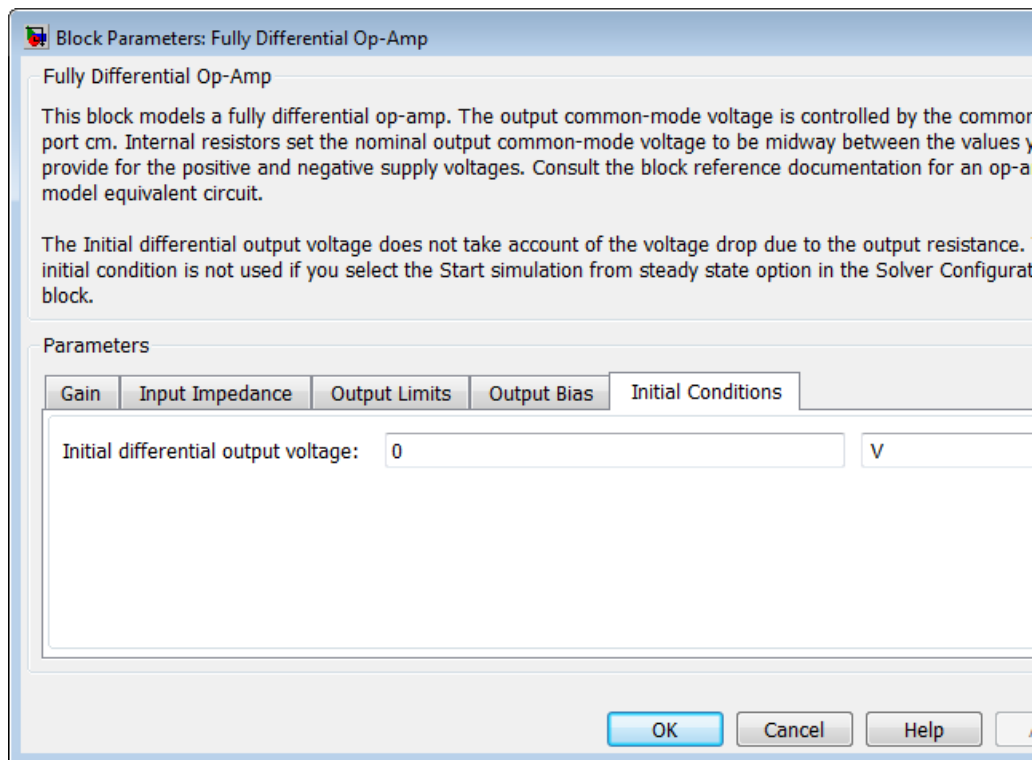 Block Parameters: Fully Differential Op-Amp
Fully Differential Op-Amp
This block models a fully differential op-amp. The output common-mode voltage is controlled by the common
port cm. Internal resistors set the nominal output common-mode voltage to be midway between the values
provide for the positive and negative supply voltages. Consult the block reference documentation for an
model equivalent circuit.
The Initial differential output voltage does not take account of the voltage drop due to the output resistance.
initial condition is not used if you select the Start simulation from steady state option in the Solver
block.
Parameters
Gain Input Impedance Output Limits Output Bias Initial Conditions
Initial differential output voltage: 0 V
OK Cancel Help